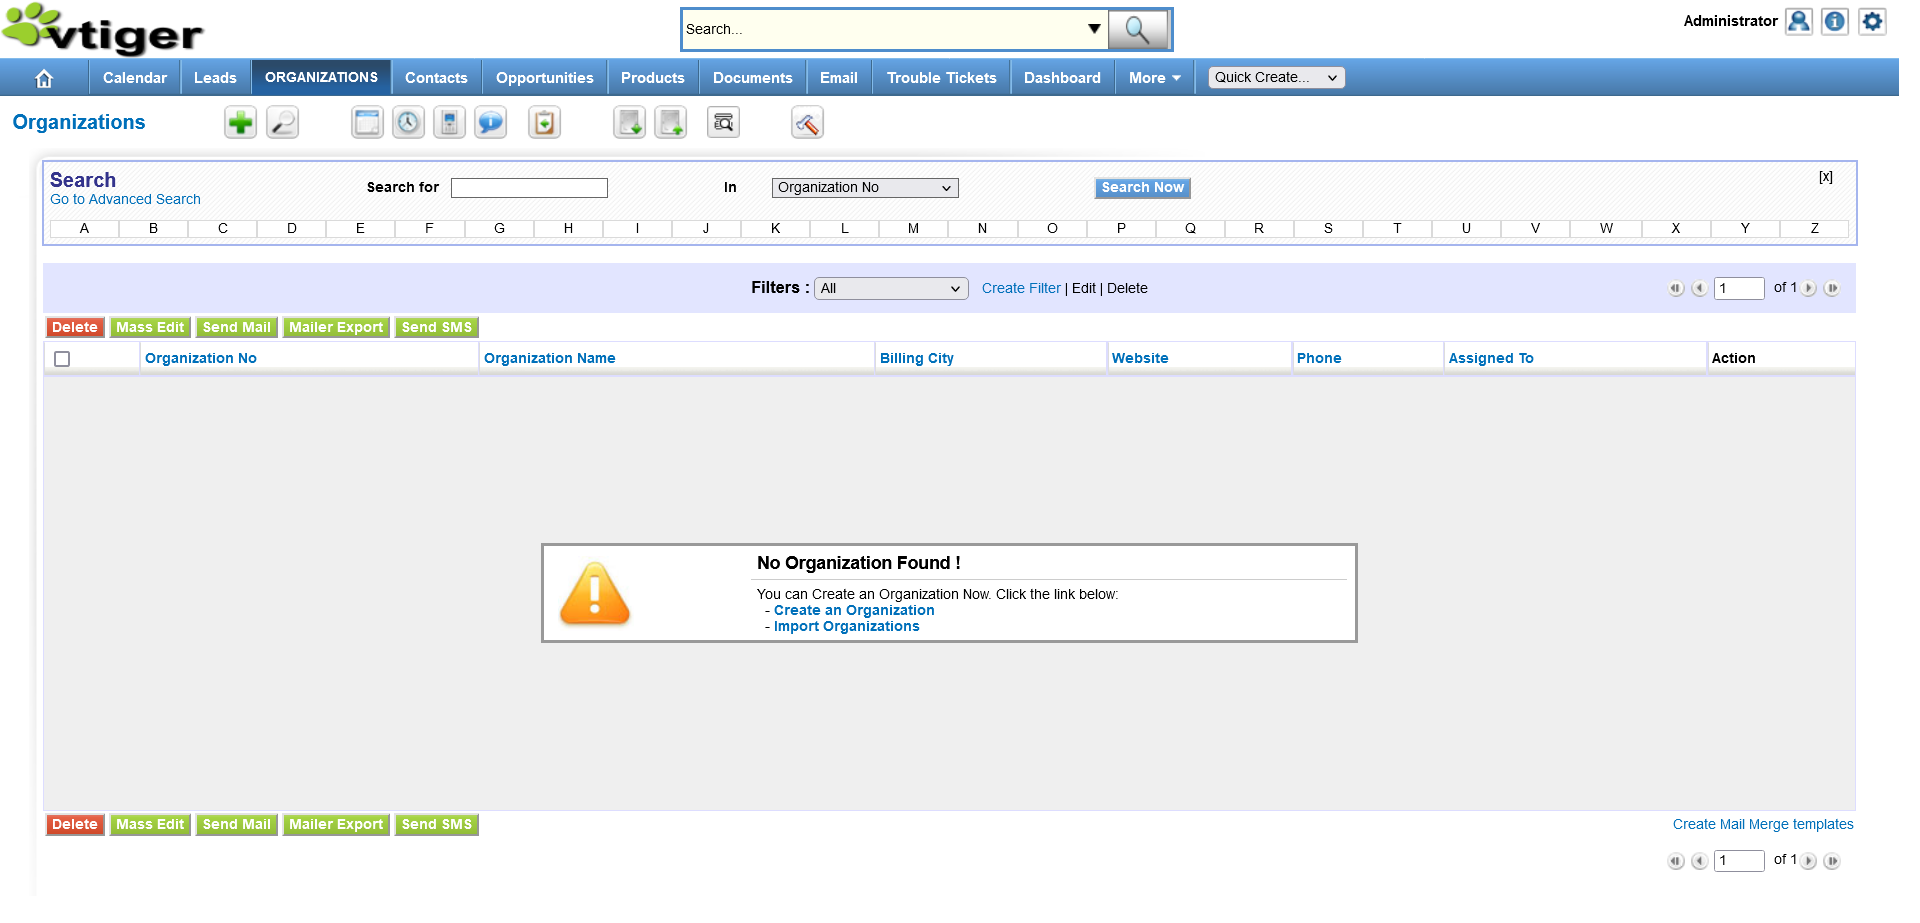 vtiger
Search...
Administrator
Calendar Leads ORGANIZATIONS Contacts Opportunities Products Documents Email Trouble Tickets Dashboard More Quick Create...
Organizations
Search
Go to Advanced Search
Search for In Organization No Search Now [x]
A B C D E F G H I J K L M N O P Q R S T U V W X Y Z
Filters : All Create Filter | Edit | Delete 1 of 1
Delete Mass Edit Send Mail Mailer Export Send SMS
Organization No Organization Name Billing City Website Phone Assigned To Action
No Organization Found !
You can Create an Organization Now. Click the link below:
- Create an Organization
- Import Organizations
Delete Mass Edit Send Mail Mailer Export Send SMS Create Mail Merge templates
1 of 1